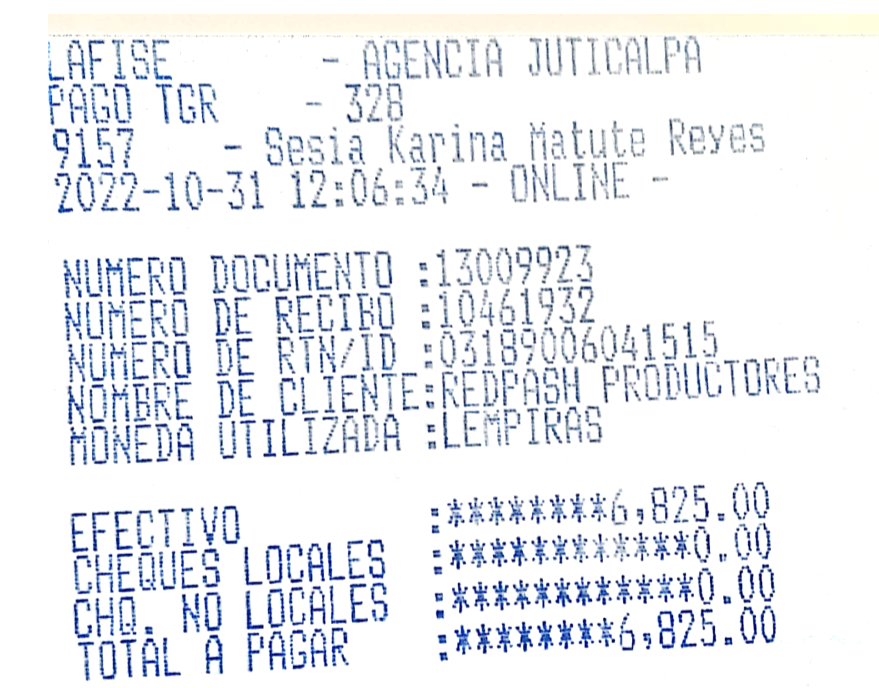 LAFISE - AGENCIA JUTICALPA
PAGO TGR - 328
9157 - Sesia Karina Matute Reyes
2022-10-31 12:06:34 - ONLINE -
NUMERO DOCUMENTO :13009923
NUMERO DE RECIBO :10461932
NUMERO DE RTN/ID :03189006041515
NOMBRE DE CLIENTE:REDPASH PRODUCTORES
MONEDA UTILIZADA :LEMPIRAS
EFECTIVO :********6,825.00
CHEQUES LOCALES :************0.00
CHQ. NO LOCALES :************0.00
TOTAL A PAGAR :********6,825.00